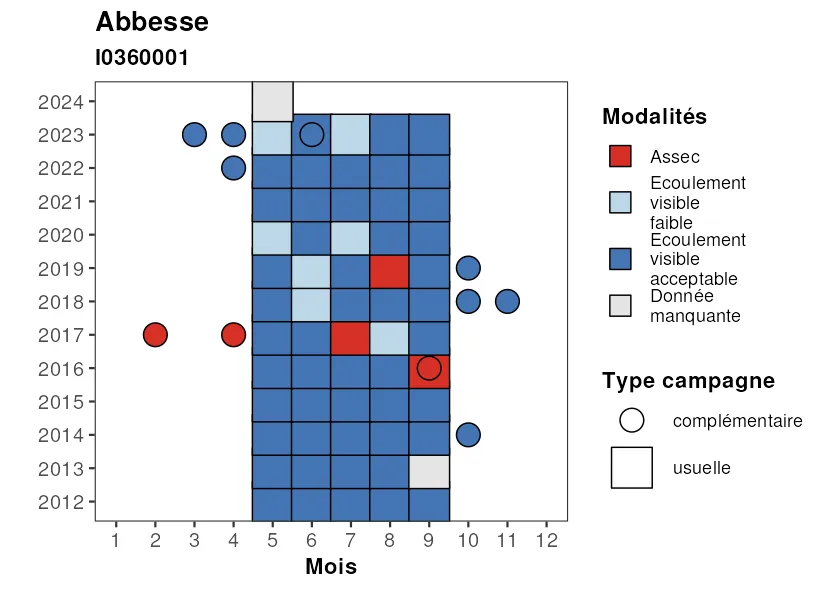 Abbesse
I0360001
2024
2023
2022
2021
2020
2019
2018
2017
2016
2015
2014
2013
2012
1 2 3 4 5 6 7 8 9 10 11 12
Mois
Modalités
Assec
Ecoulement
visible
faible
Ecoulement
visible
acceptable
Donnée
manquante
Type campagne
complémentaire
usuelle